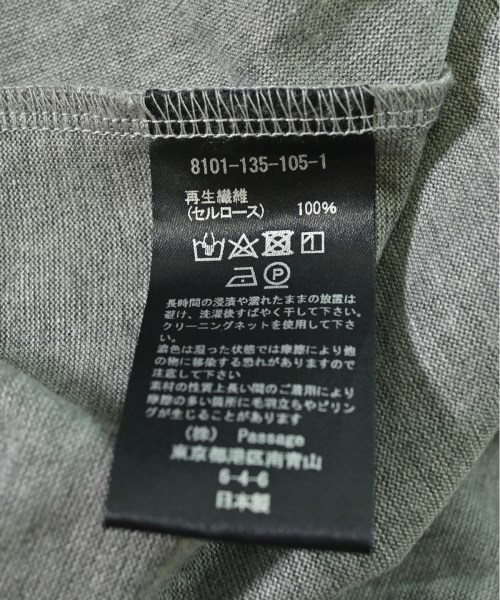 8101-135-105-1
再生繊維
(セルロース) 100%
長時間の浸漬や濡れたままの放置は
避け、洗濯後すばやく干して下さい。
クリーニングネットを使用して下さ
い。
濃色は湿った状態では摩擦により他
の物に移染する恐れがありますので
注意して下さい
素材の性質上長い間のご着用により
摩擦の多い箇所に毛羽立ちやピリン
グが生じることがあります
(株) Passage
東京都港区南青山
6-4-6
日本製